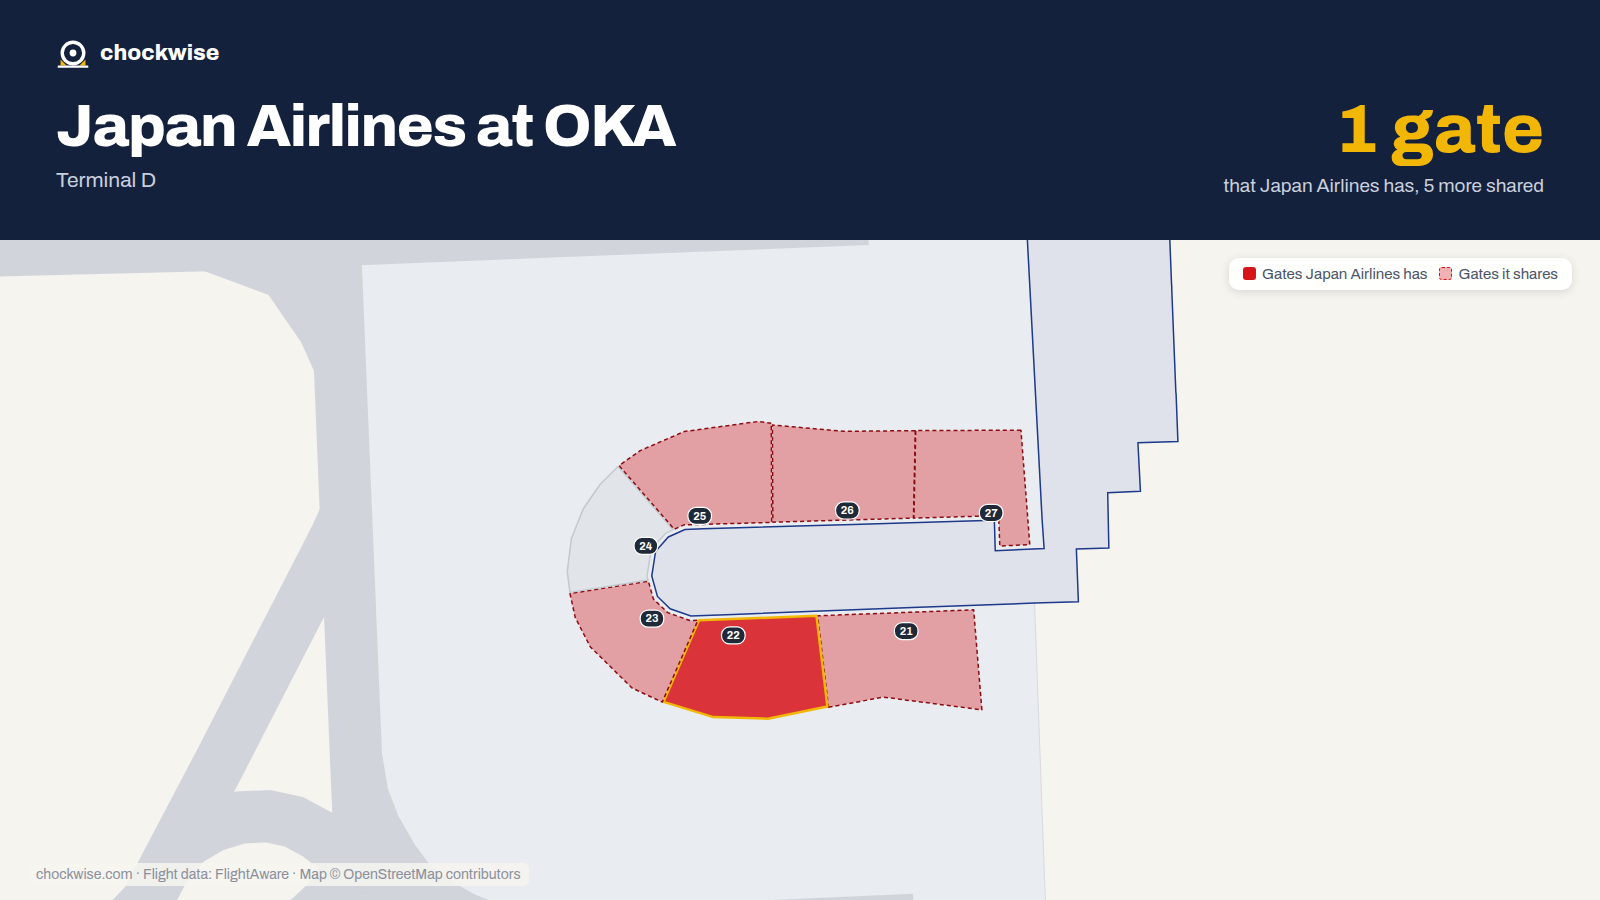 chockwise
Japan Airlines at OKA
Terminal D
1 gate
that Japan Airlines has, 5 more shared
Gates Japan Airlines has
Gates it shares
25
26
27
24
23
22
21
chockwise.com · Flight data: FlightAware · Map © OpenStreetMap contributors